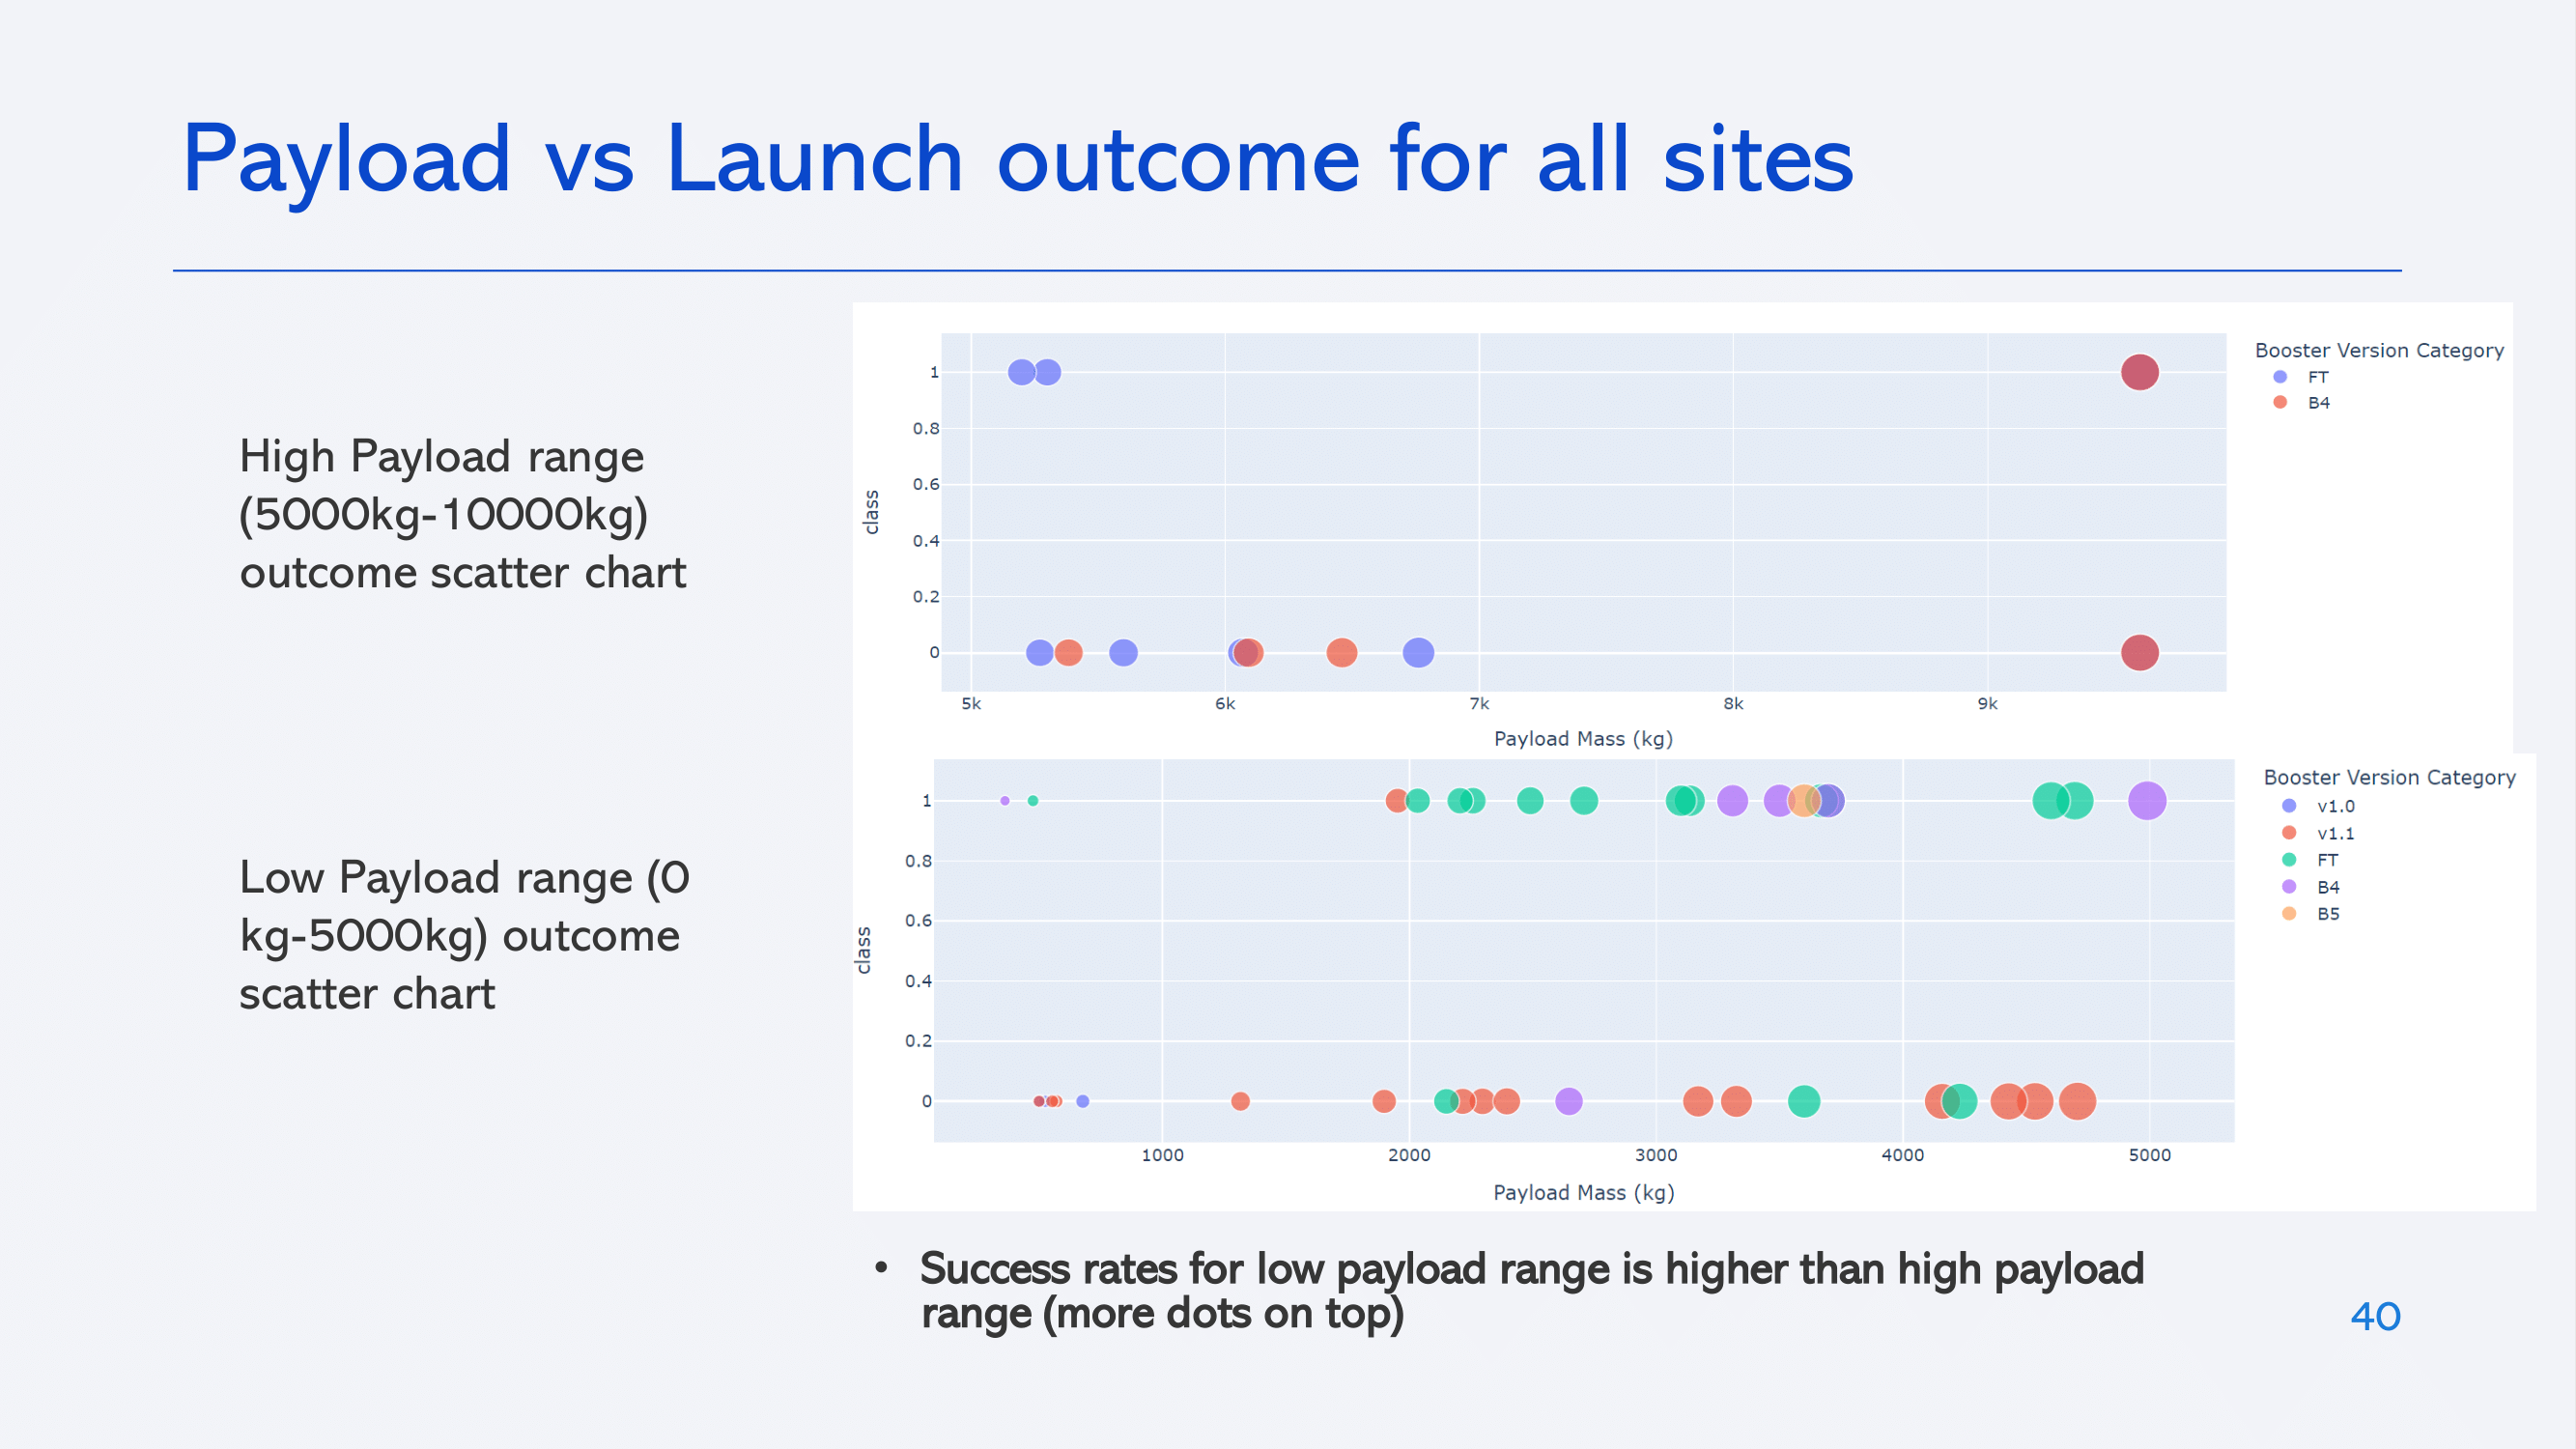 Payload vs Launch outcome for all sites
High Payload range
(5000kg-10000kg)
outcome scatter chart
1
0.8
0.6
0.4
0.2
0
class
5k
6k
7k
8k
9k
Payload Mass (kg)
Booster Version Category
FT
B4
Low Payload range (0
kg-5000kg) outcome
scatter chart
1
0.8
0.6
0.4
0.2
0
class
1000
2000
3000
4000
5000
Payload Mass (kg)
Booster Version Category
v1.0
v1.1
FT
B4
B5
• Success rates for low payload range is higher than high payload
range (more dots on top)
40